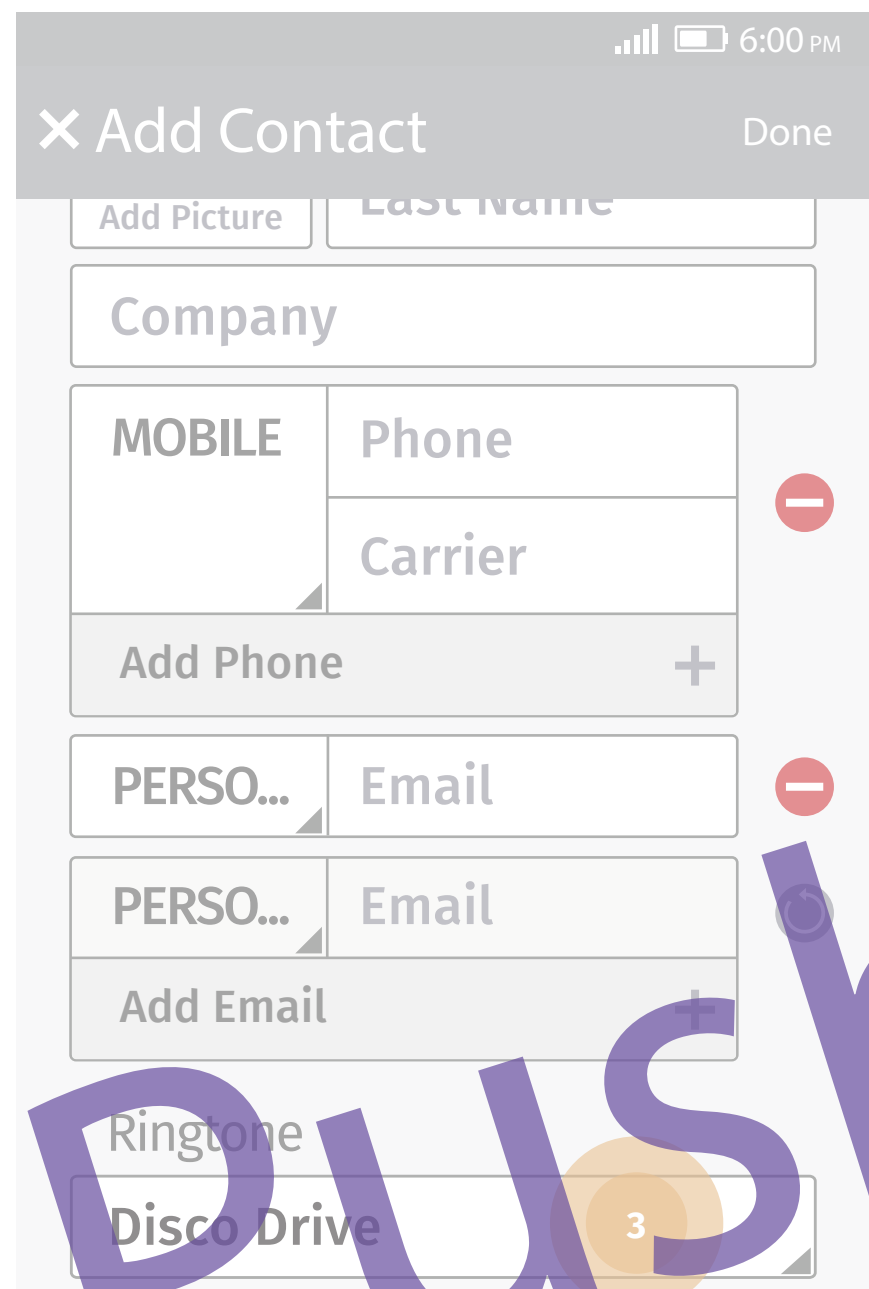 6:00 PM
Add Contact
Done
Add Picture
Last Name
Company
MOBILE
Phone
Carrier
Add Phone
PERSO...
Email
PERSO...
Email
Add Email
Ringtone
Disco Drive
3
Push